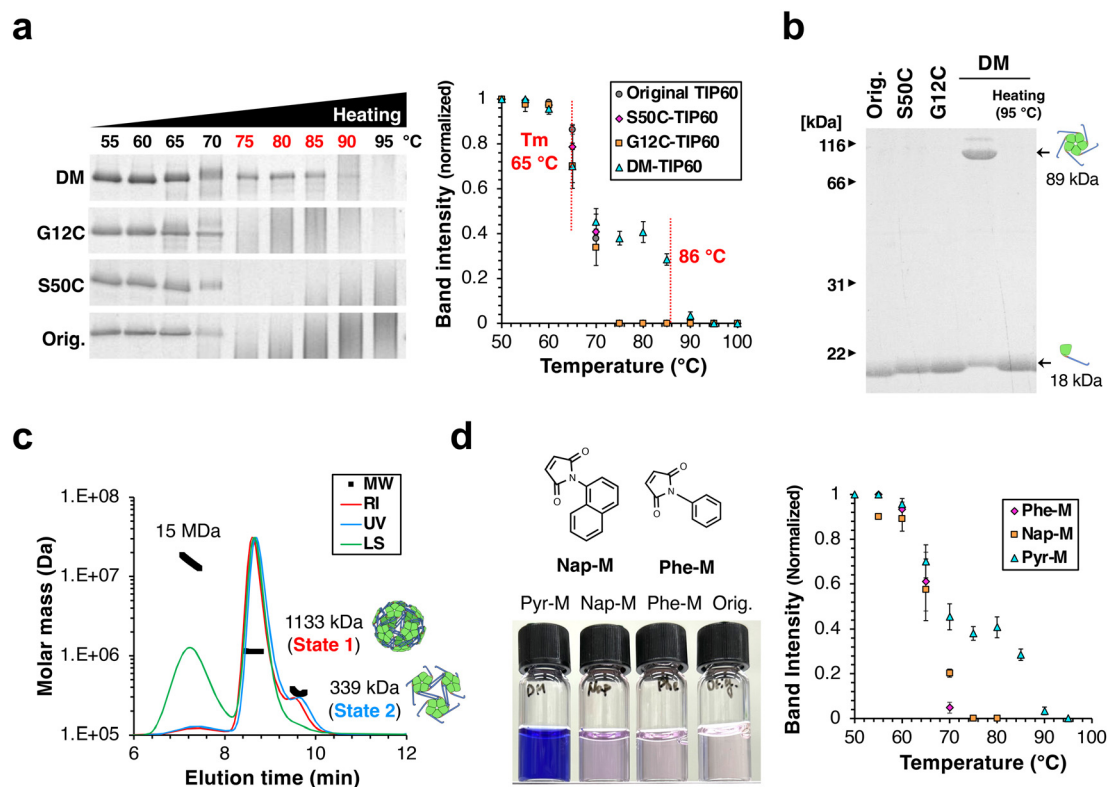 a
Heating
55 60 65 70 75 80 85 90 95 °C
DM
G12C
S50C
Orig.
Band intensity (normalized)
1
0.8
0.6
0.4
0.2
0
50 60 70 80 90 100
Temperature (°C)
Tm
65 °C
86 °C
Original TIP60
S50C-TIP60
G12C-TIP60
DM-TIP60
b
Orig.
S50C
G12C
DM
Heating
(95 °C)
[kDa]
116
66
31
22
89 kDa
18 kDa
c
Molar mass (Da)
1.E+08
1.E+07
1.E+06
1.E+05
6 8 10 12
Elution time (min)
MW
RI
UV
LS
15 MDa
1133 kDa
(State 1)
339 kDa
(State 2)
d
O
N
O
O
N
O
Nap-M
Phe-M
Pyr-M Nap-M Phe-M Orig.
DM Nap Phe Orig.
Band Intensity (Normalized)
1
0.8
0.6
0.4
0.2
0
50 60 70 80 90 100
Temperature (°C)
Phe-M
Nap-M
Pyr-M